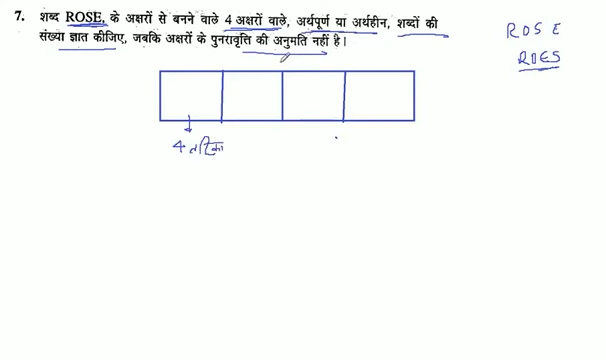 7. शब्द ROSE, के अक्षरों से बनने वाले 4 अक्षरों वाले, अर्थपूर्ण या अर्थहीन, शब्दों की
संख्या ज्ञात कीजिए, जबकि अक्षरों के पुनरावृत्ति की अनुमति नहीं है।
ROSE
ROES
4 तरीका